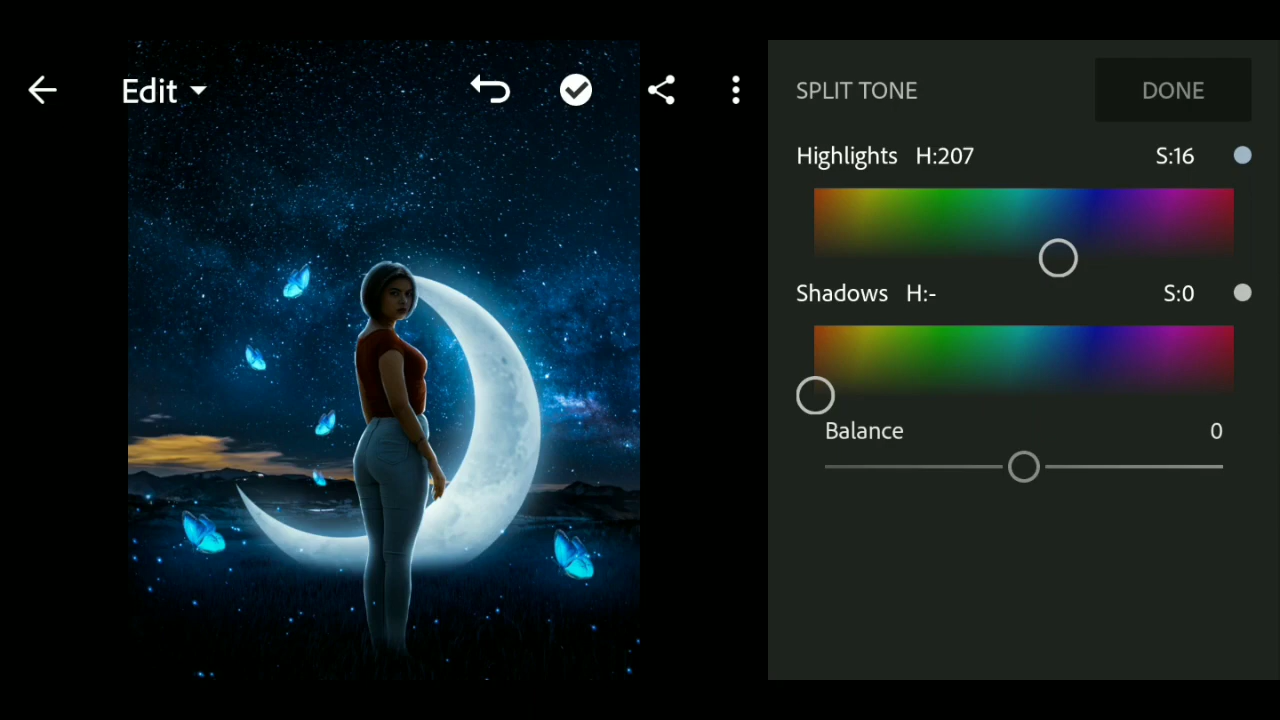 Edit
SPLIT TONE
DONE
Highlights H:207 S:16
Shadows H:- S:0
Balance 0